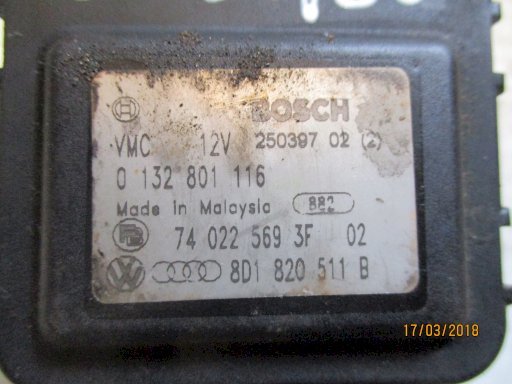 BOSCH
VMC 12V 250397 02 (2)
0 132 801 116
Made in Malaysia 882
74 022 569 3F 02
8D1 820 511 B
17/03/2018